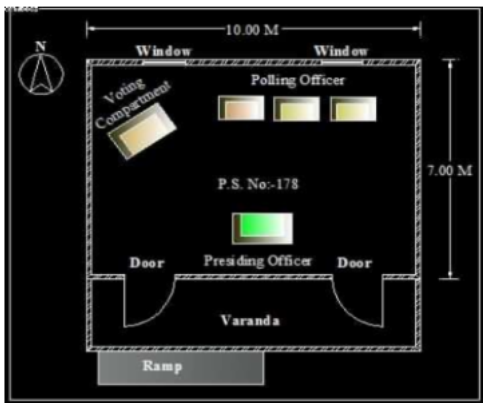 10.00 M
N
Window
Window
Voting
Compartment
Polling Officer
7.00 M
P.S. No:-178
Door
Presiding Officer
Door
Varanda
Ramp